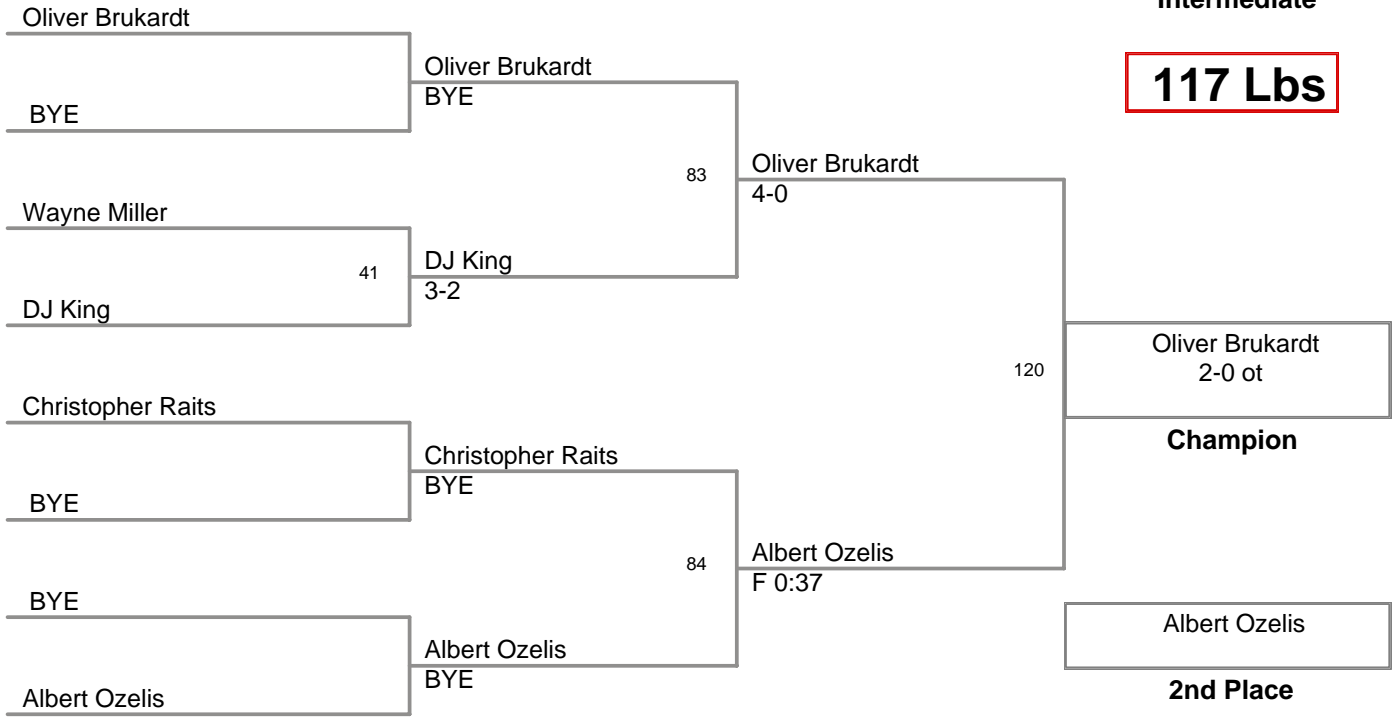 Intermediate
117 Lbs
Oliver Brukardt
BYE
Wayne Miller
41
DJ King
Christopher Raits
BYE
BYE
Albert Ozelis
Oliver Brukardt
BYE
83
DJ King
3-2
Christopher Raits
BYE
84
Albert Ozelis
BYE
Oliver Brukardt
4-0
120
Albert Ozelis
F 0:37
Oliver Brukardt
2-0 ot
Champion
Albert Ozelis
2nd Place